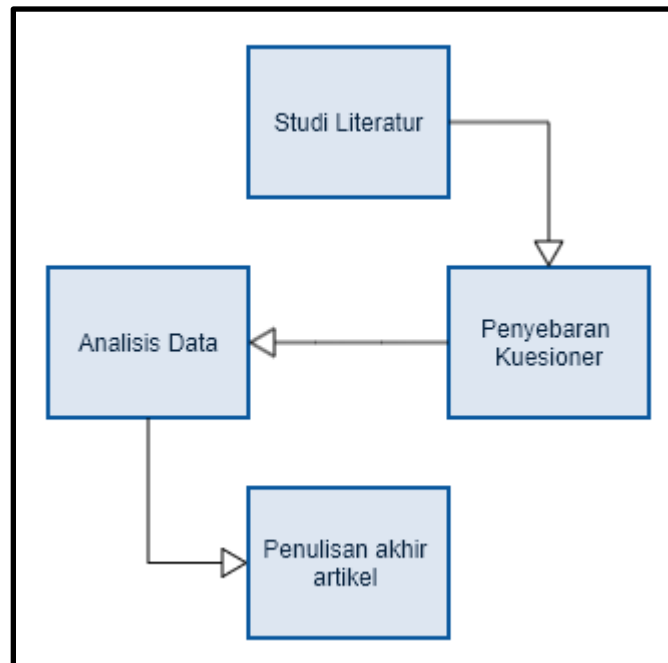 Studi Literatur
Penyebaran
Kuesioner
Analisis Data
Penulisan akhir
artikel